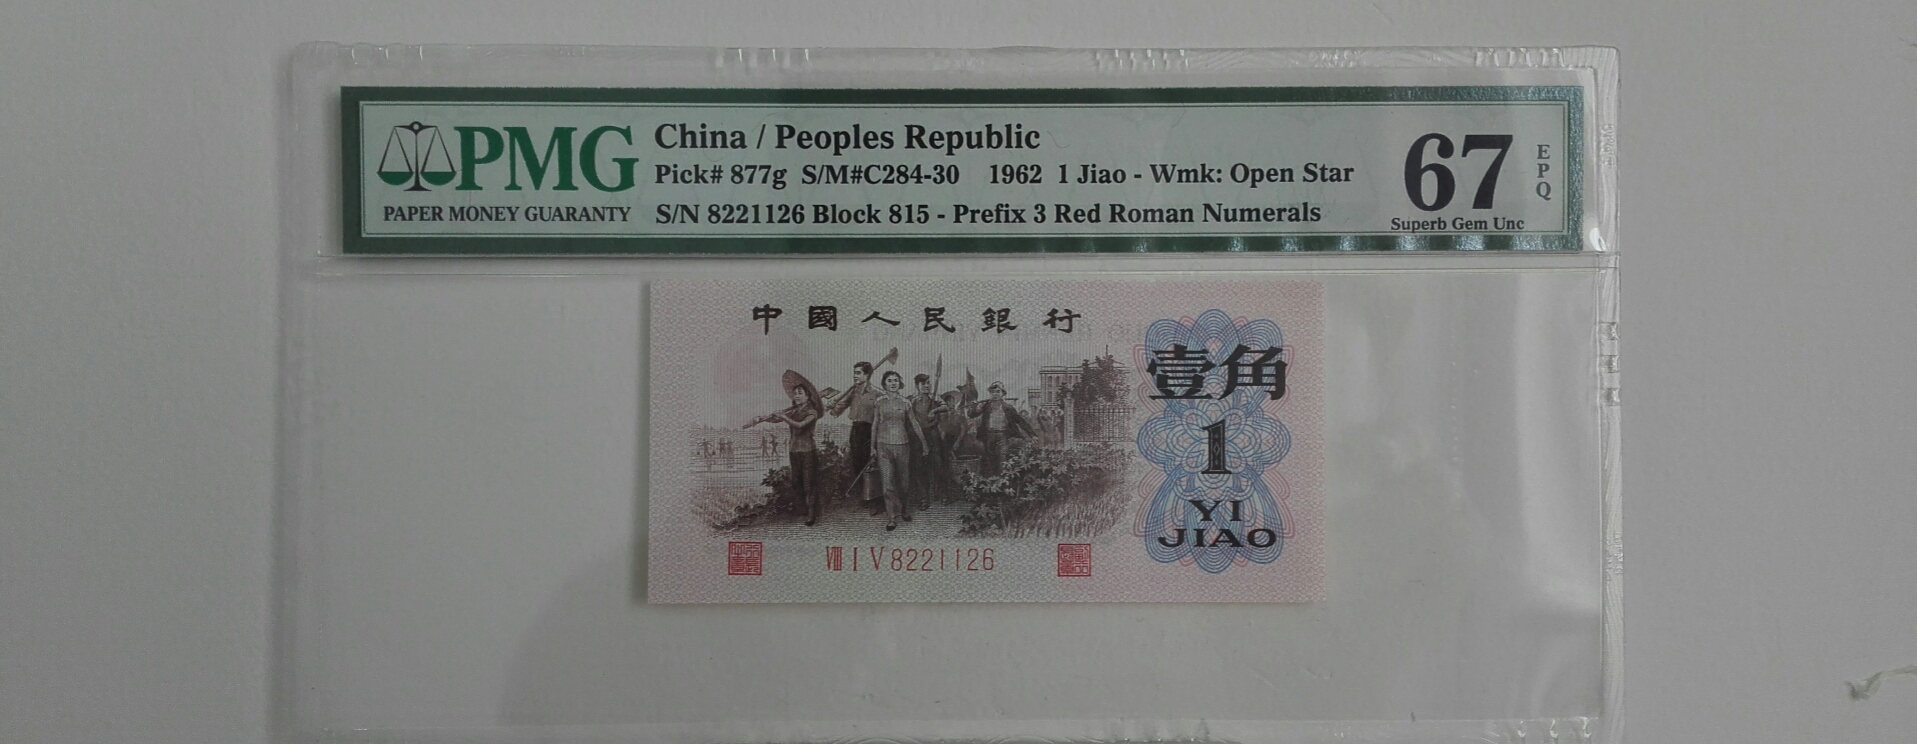 PMG
PAPER MONEY GUARANTY
China / Peoples Republic
Pick# 877g S/M#C284-30 1962 1 Jiao - Wmk: Open Star
S/N 8221126 Block 815 - Prefix 3 Red Roman Numerals
67
EPQ
Superb Gem Unc
中國人民銀行
壹角
1
YI
JIAO
VIII I V 8221126